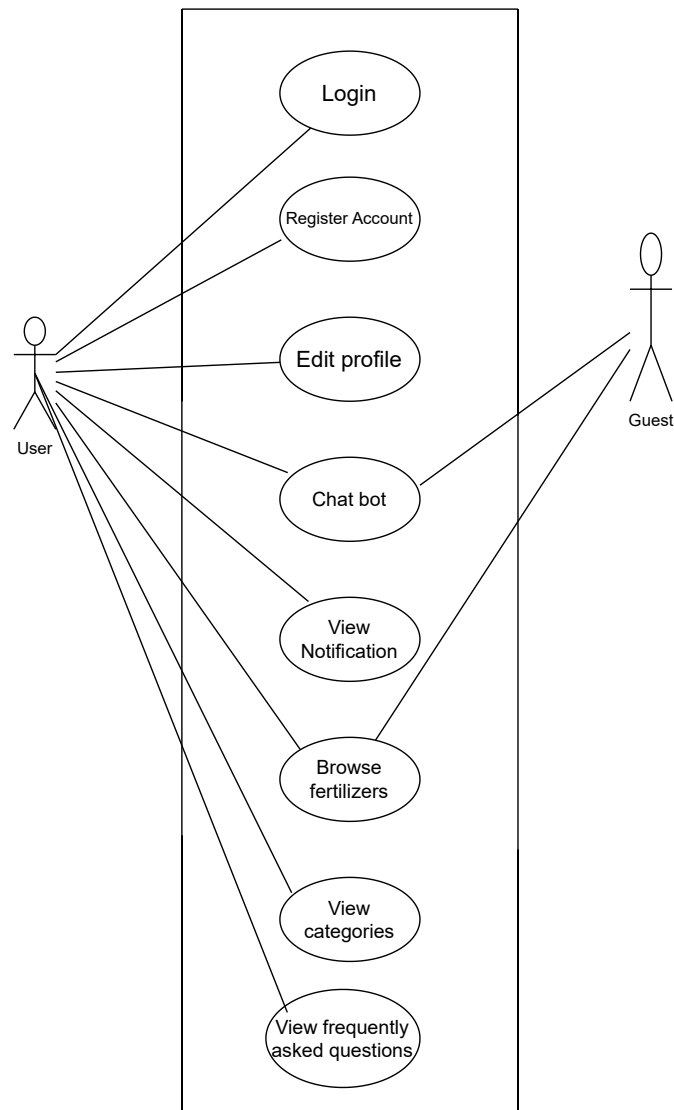 Login
Register Account
Edit profile
User
Guest
Chat bot
View
Notification
Browse
fertilizers
View
categories
View frequently
asked questions